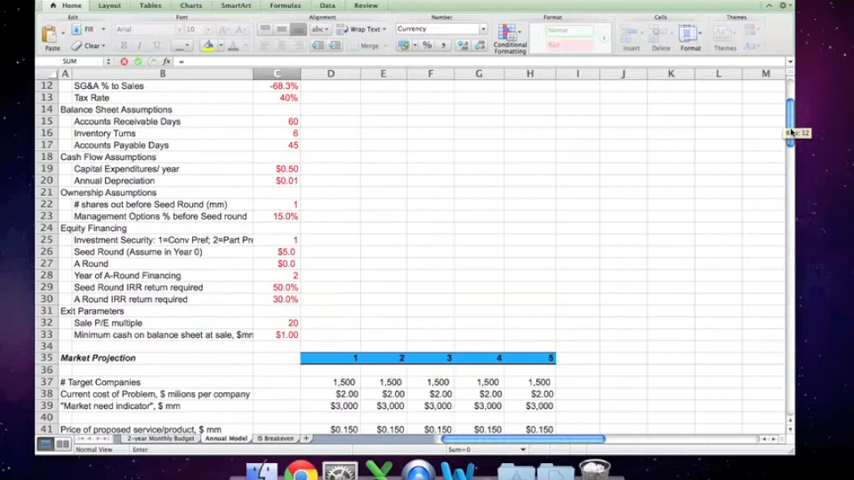 Home Layout Tables Charts SmartArt Formulas Data Review
Edit Font Alignment Number Format Cells Themes
Fill Arial 10 abc Wrap Text Currency Normal
Paste Clear B I U Merge % Conditional Formatting Bad Insert Delete Format Themes Aa
SUM fx =
A B C D E F G H I J K L M
12 SG&A % to Sales -68.3%
13 Tax Rate 40%
14 Balance Sheet Assumptions
15 Accounts Receivable Days 60
16 Inventory Turns 6
17 Accounts Payable Days 45
18 Cash Flow Assumptions
19 Capital Expenditures/ year $0.50
20 Annual Depreciation $0.01
21 Ownership Assumptions
22 # shares out before Seed Round (mm) 1
23 Management Options % before Seed round 15.0%
24 Equity Financing
25 Investment Security: 1=Conv Pref; 2=Part Pre 1
26 Seed Round (Assume in Year 0) $5.0
27 A Round $0.0
28 Year of A-Round Financing 2
29 Seed Round IRR return required 50.0%
30 A Round IRR return required 30.0%
31 Exit Parameters
32 Sale P/E multiple 20
33 Minimum cash on balance sheet at sale, $mm $1.00
34
35 Market Projection 1 2 3 4 5
36
37 # Target Companies 1,500 1,500 1,500 1,500 1,500
38 Current cost of Problem, $ milions per company $2.00 $2.00 $2.00 $2.00 $2.00
39 "Market need indicator", $ mm $3,000 $3,000 $3,000 $3,000 $3,000
40
41 Price of proposed service/product, $ mm $0.150 $0.150 $0.150 $0.150 $0.150
2-year Monthly Budget Annual Model IS Breakeven +
Normal View Enter Sum=0